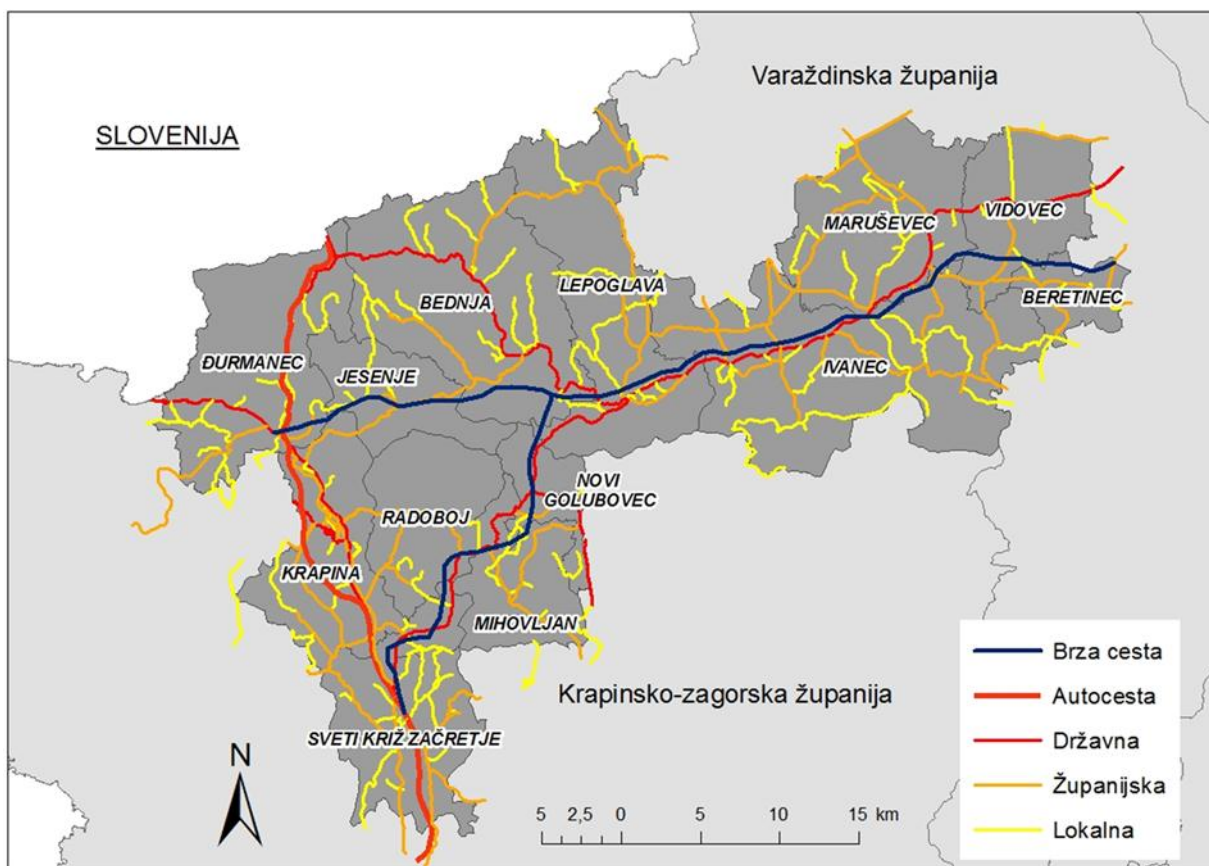 Varaždinska županija
SLOVENIJA
MARUŠEVEC
VIDOVEC
BEDNJA
LEPOGLAVA
BERETINEC
ĐURMANEC
JESENJE
IVANEC
NOVI
GOLUBOVEC
RADOBOJ
KRAPINA
MIHOVLJAN
Krapinsko-zagorska županija
SVETI KRIŽ ZAČRETJE
N
5 2,5 0 5 10 15 km
Brza cesta
Autocesta
Državna
Županijska
Lokalna